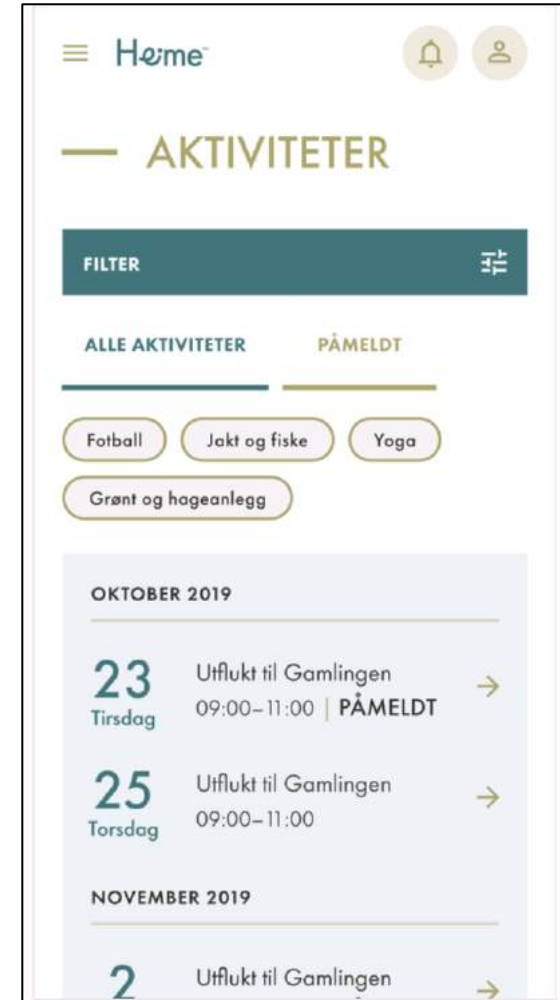 Heime
AKTIVITETER
FILTER
ALLE AKTIVITETER PÅMELDT
Fotball Jakt og fiske Yoga
Grønt og hageanlegg
OKTOBER 2019
23 Utflukt til Gamlingen
Tirsdag 09:00–11:00 | PÅMELDT
25 Utflukt til Gamlingen
Torsdag 09:00–11:00
NOVEMBER 2019
2 Utflukt til Gamlingen